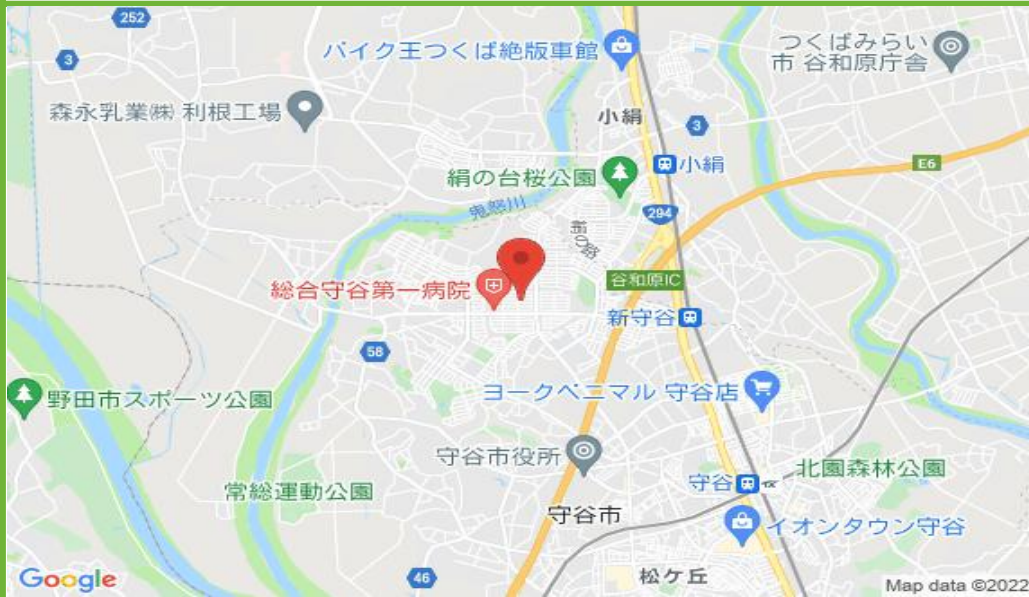 252
3
バイク王つくば絶版車館
つくばみらい
市 谷和原庁舎
森永乳業㈱ 利根工場
小絹
3
小絹
E6
絹の台桜公園
鬼怒川
294
谷和原IC
総合守谷第一病院
新守谷
58
ヨークベニマル 守谷店
野田市スポーツ公園
守谷市役所
北園森林公園
守谷
常総運動公園
守谷市
イオンタウン守谷
Google
46
松ケ丘
Map data ©2022